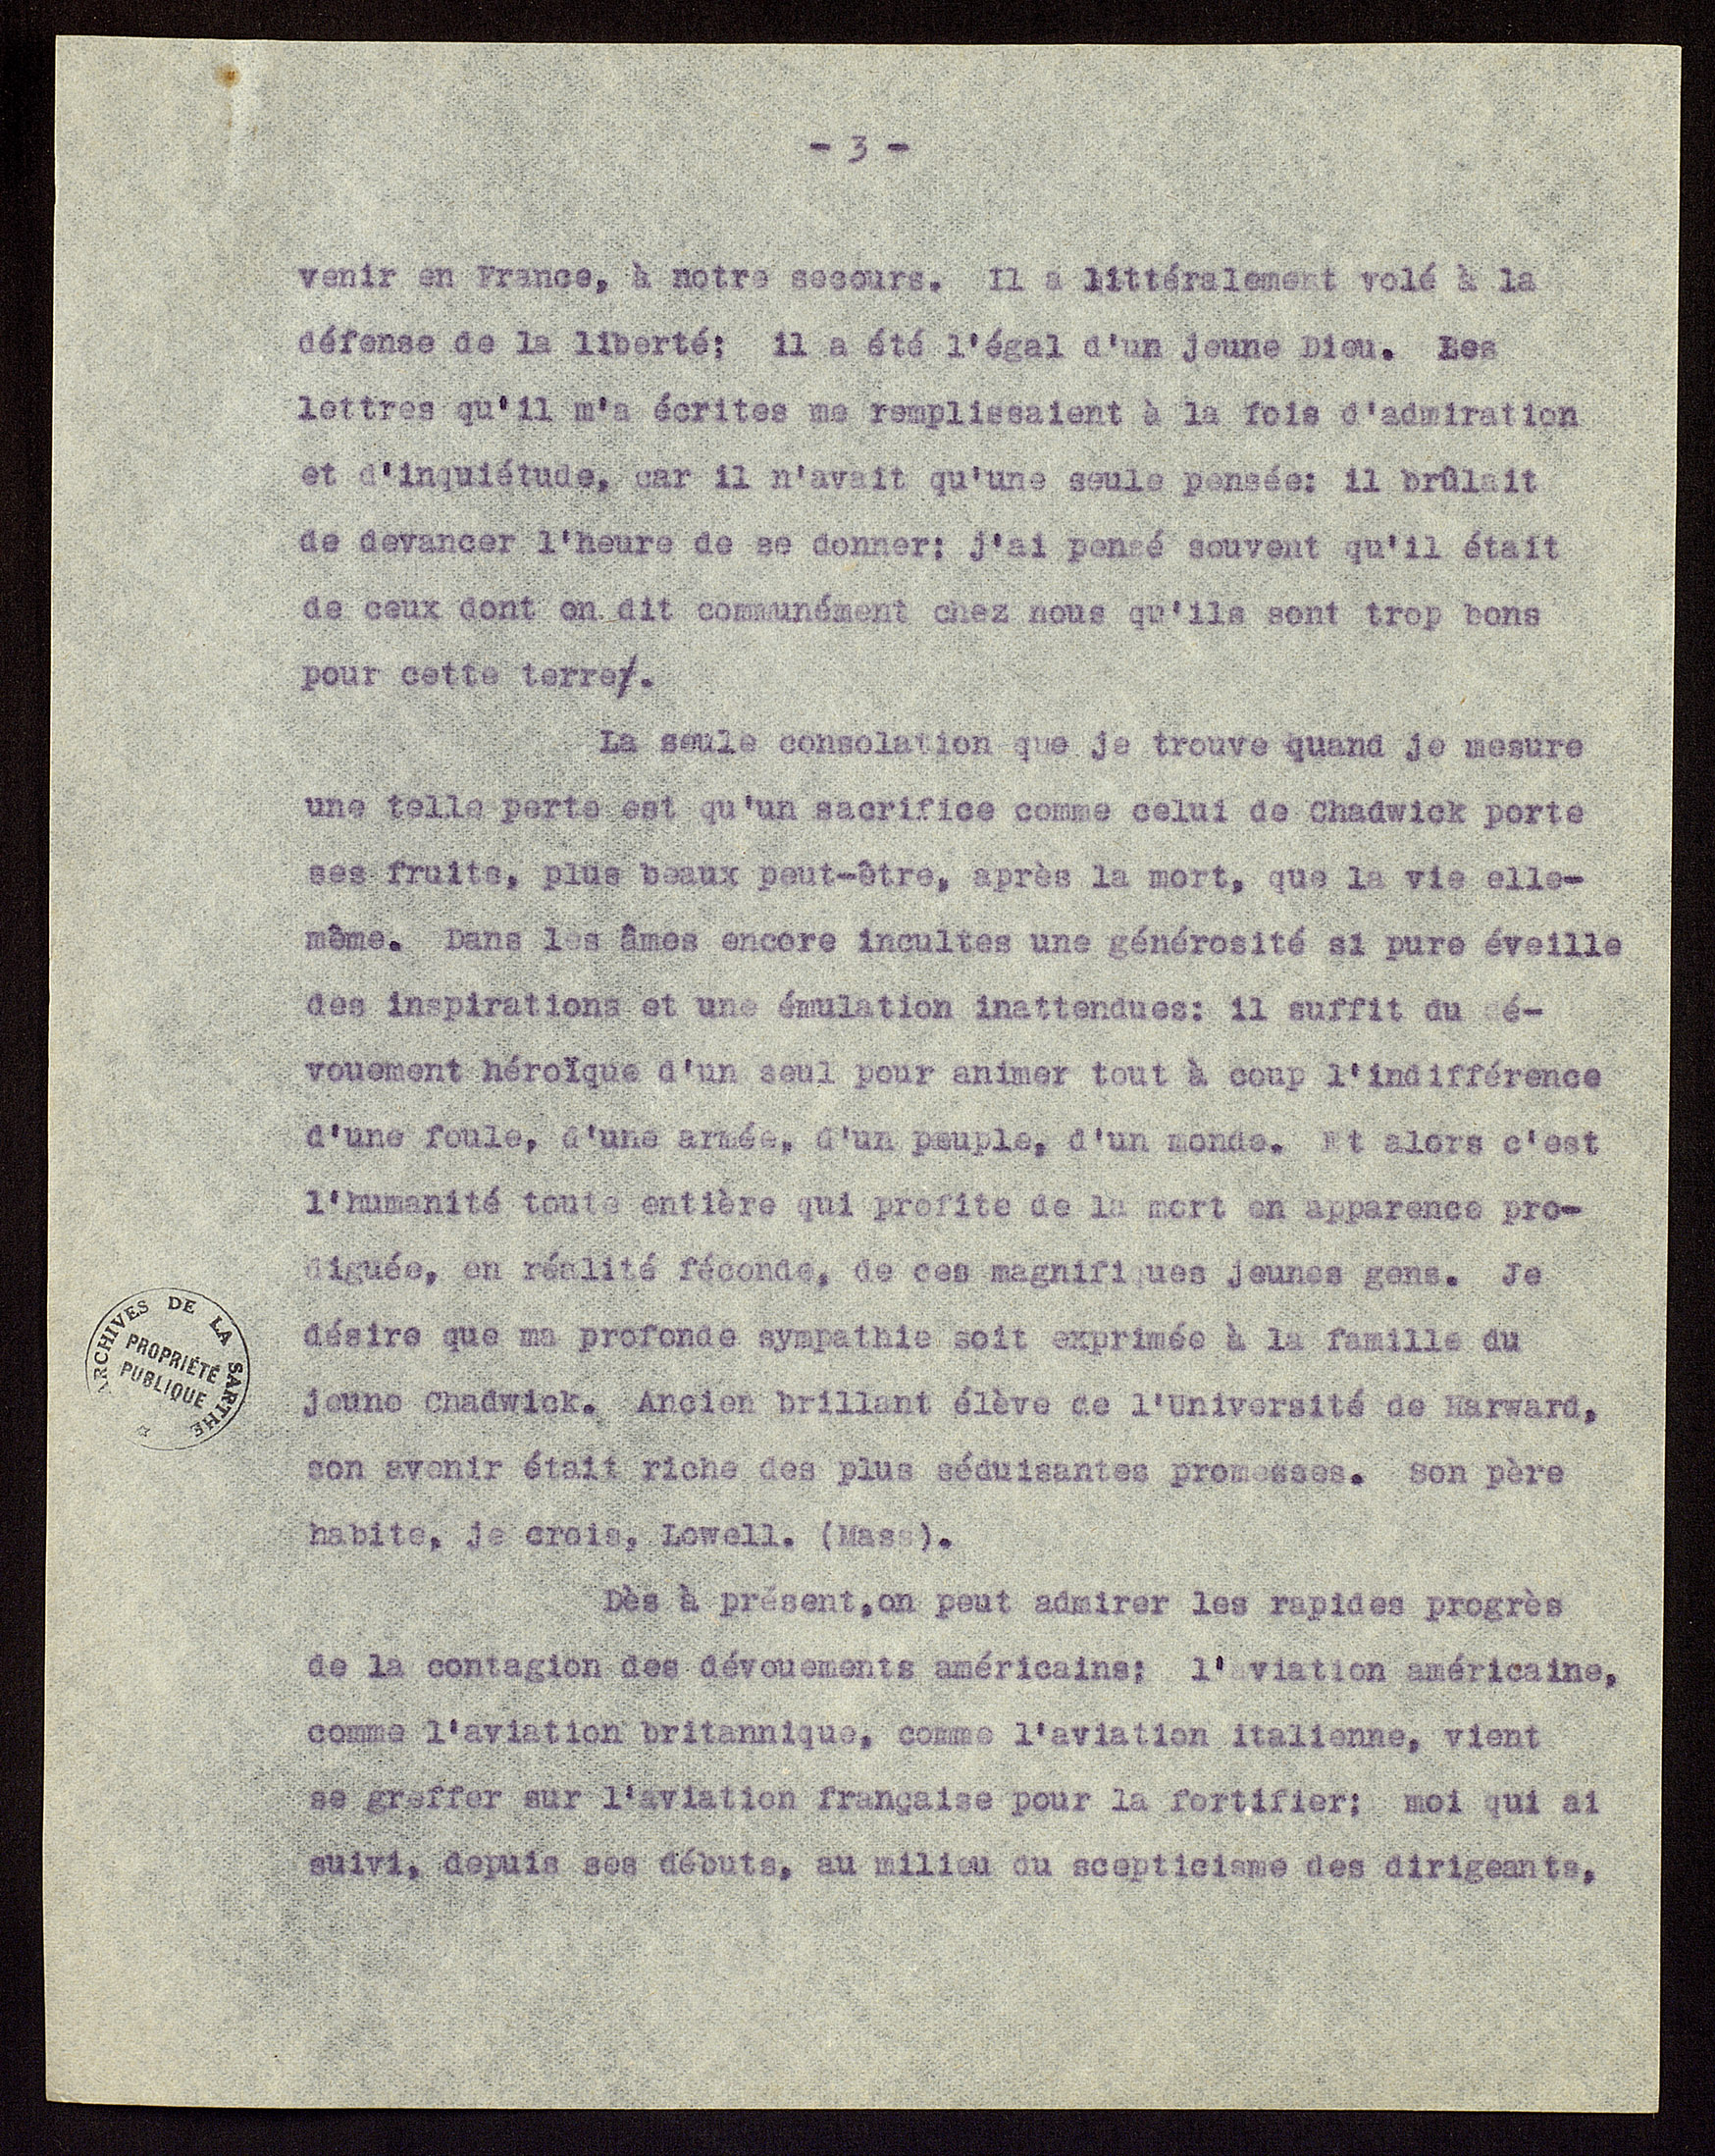 - 3 -
venir en France, à notre secours. Il a littéralement volé à la
défense de la liberté; il a été l'égal d'un jeune Dieu. Les
lettres qu'il m'a écrites me remplissaient à la fois d'admiration
et d'inquiétude, car il n'avait qu'une seule pensée: il brûlait
de devancer l'heure de se donner: j'ai pensé souvent qu'il était
de ceux dont on dit communément chez nous qu'ils sont trop bons
pour cette terre.
La seule consolation que je trouve quand je mesure
une telle perte est qu'un sacrifice comme celui de Chadwick porte
ses fruits, plus beaux peut-être, après la mort, que la vie elle-
même. Dans les âmes encore incultes une générosité si pure éveille
des inspirations et une émulation inattendues: il suffit du dé-
vouement héroïque d'un seul pour animer tout à coup l'indifférence
d'une foule, d'une armée, d'un peuple, d'un monde. Et alors c'est
l'humanité toute entière qui profite de la mort en apparence pro-
diguée, en réalité féconde, de ces magnifiques jeunes gens. Je
désire que ma profonde sympathie soit exprimée à la famille du
jeune Chadwick. Ancien brillant élève de l'Université de Harward,
son avenir était riche des plus séduisantes promesses. Son père
habite, je crois, Lowell. (Mass).
Dès à présent, on peut admirer les rapides progrès
de la contagion des dévouements américains; l'aviation américaine,
comme l'aviation britannique, comme l'aviation italienne, vient
se greffer sur l'aviation française pour la fortifier; moi qui ai
suivi, depuis ses débuts, au milieu du scepticisme des dirigeants,
ARCHIVES DE LA SARTHE
PROPRIÉTÉ
PUBLIQUE